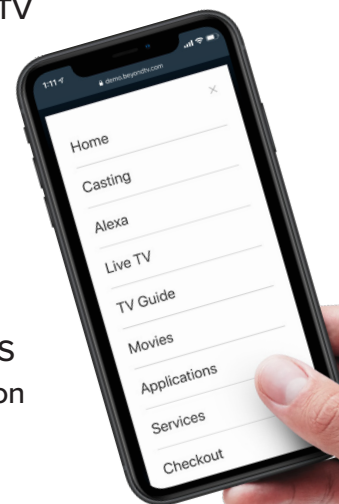 TV
1:11
demo.beyondtv.com
×
Home
Casting
Alexa
Live TV
TV Guide
Movies
Applications
Services
Checkout
s
on